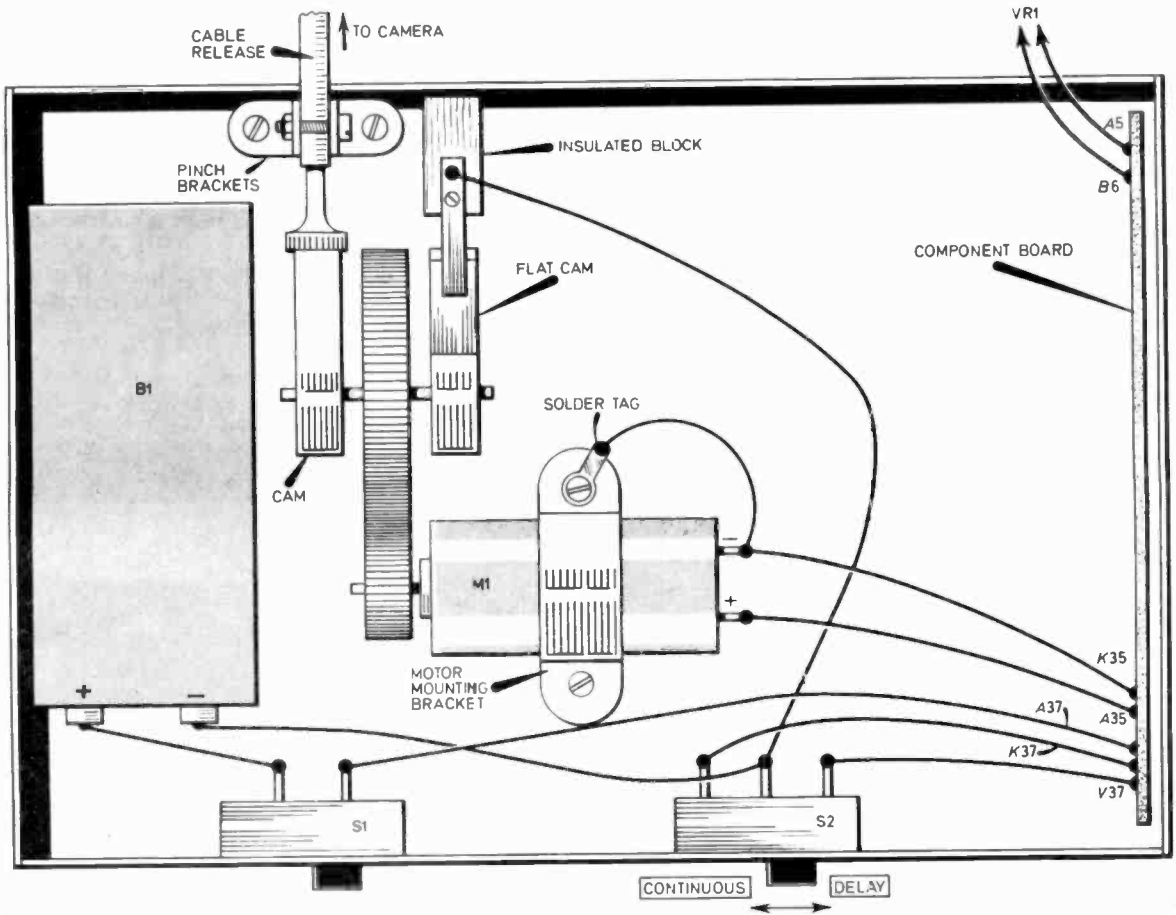 CABLE
RELEASE
TO CAMERA
VR1
PINCH
BRACKETS
INSULATED BLOCK
A5
B6
COMPONENT BOARD
FLAT CAM
B1
SOLDER TAG
CAM
M1
−
+
MOTOR
MOUNTING
BRACKET
K35
A37
A35
K37
V37
+
−
S1
S2
CONTINUOUS
DELAY